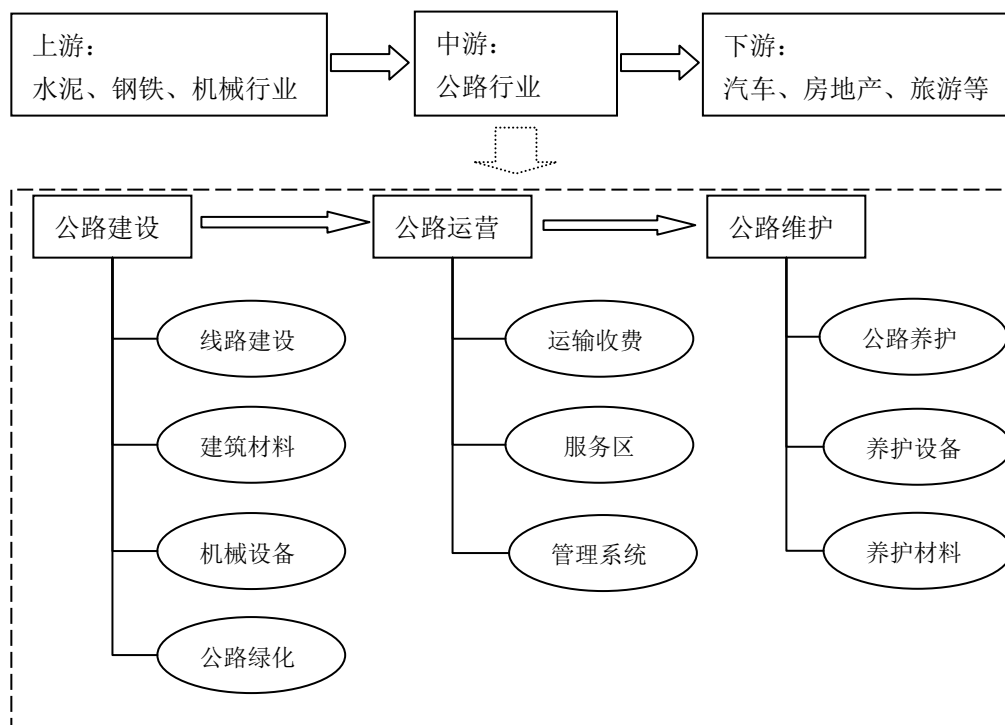 上游：
水泥、钢铁、机械行业
中游：
公路行业
下游：
汽车、房地产、旅游等
公路建设
公路运营
公路维护
线路建设
运输收费
公路养护
建筑材料
服务区
养护设备
机械设备
管理系统
养护材料
公路绿化